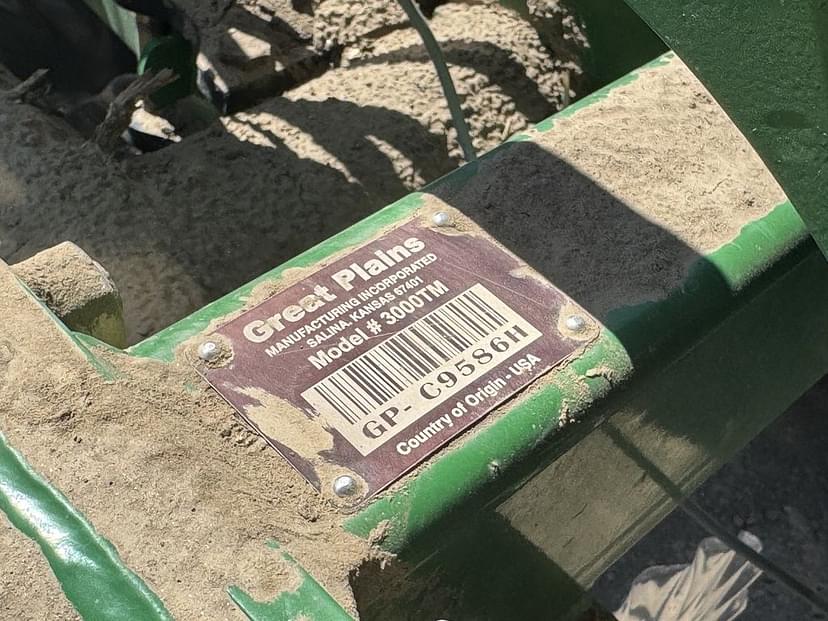 Great Plains
MANUFACTURING INCORPORATED
SALINA, KANSAS 67401
Model # 3000TM
GP- C9586H
Country of Origin - USA